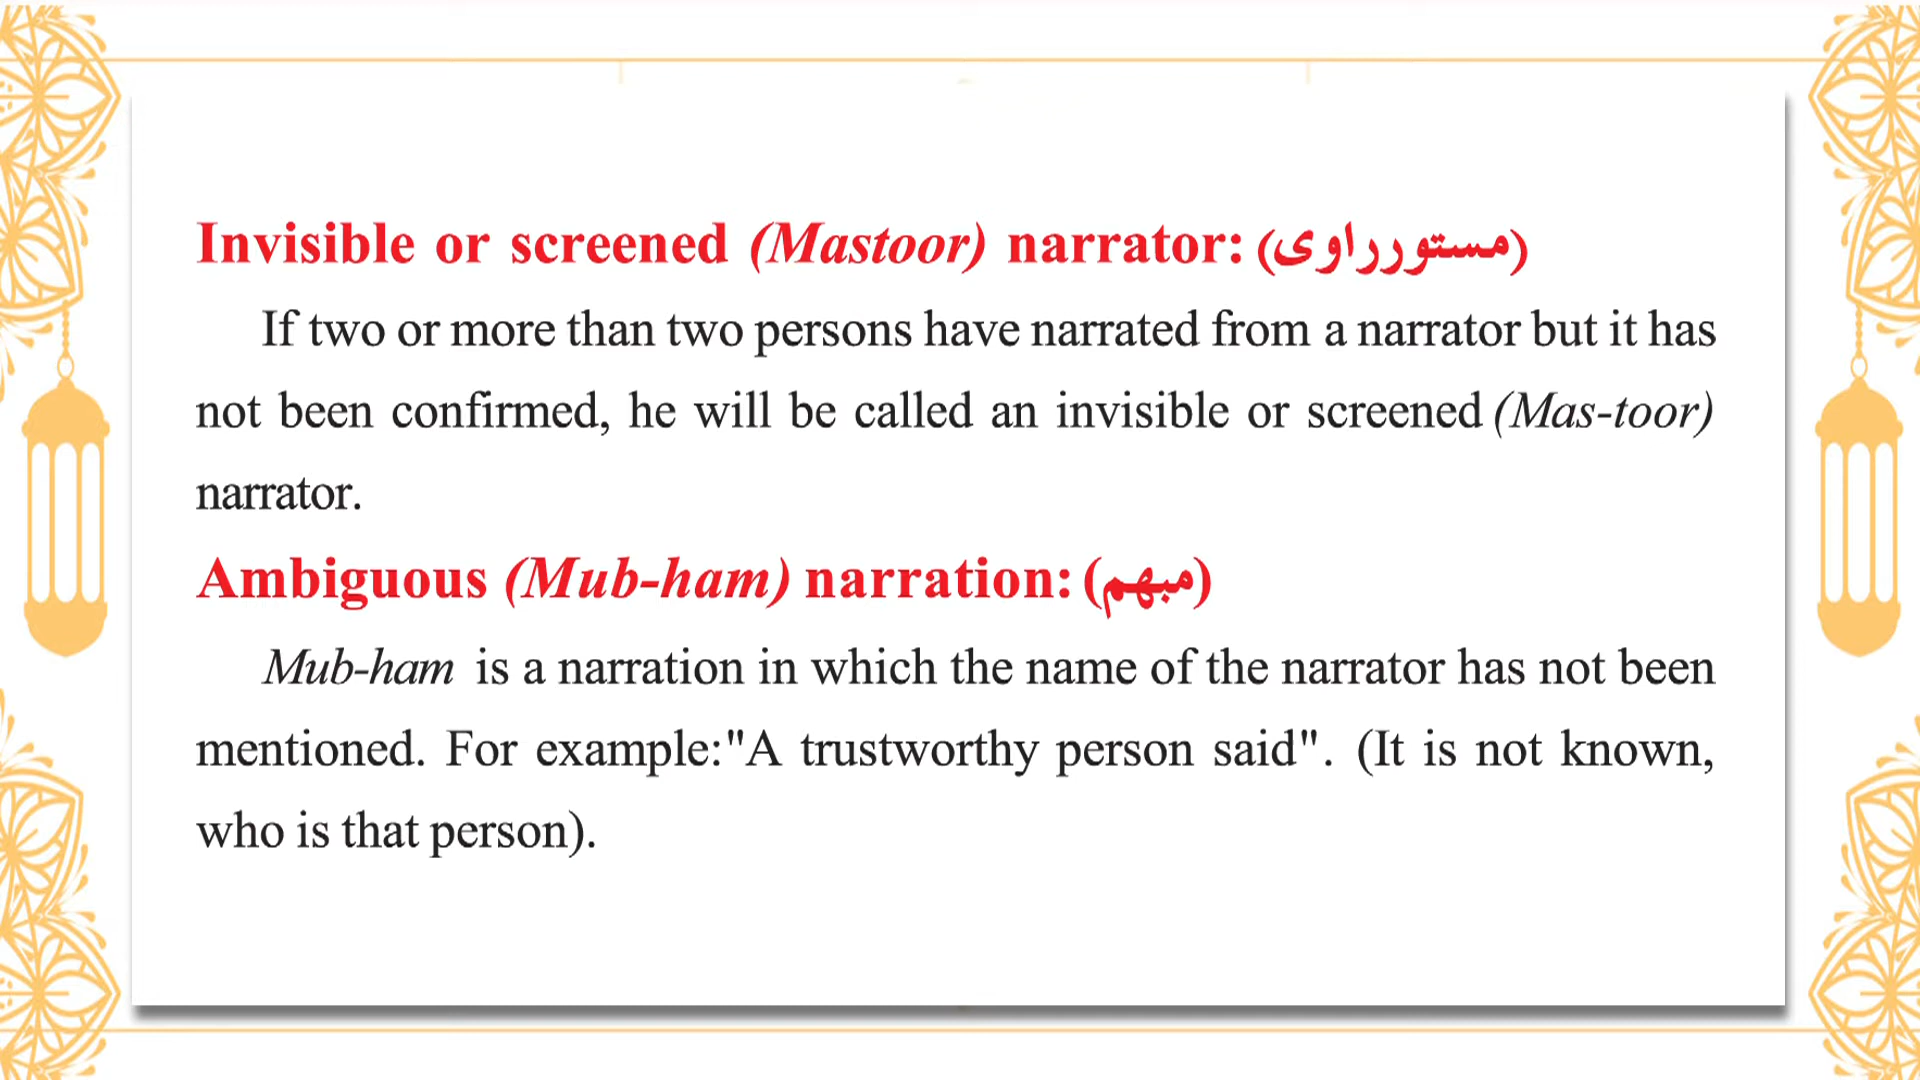 Invisible or screened (Mastoor) narrator: (مستورراوی)
If two or more than two persons have narrated from a narrator but it has
not been confirmed, he will be called an invisible or screened (Mas-toor)
narrator.
Ambiguous (Mub-ham) narration: (مبهم)
Mub-ham is a narration in which the name of the narrator has not been
mentioned. For example:"A trustworthy person said". (It is not known,
who is that person).